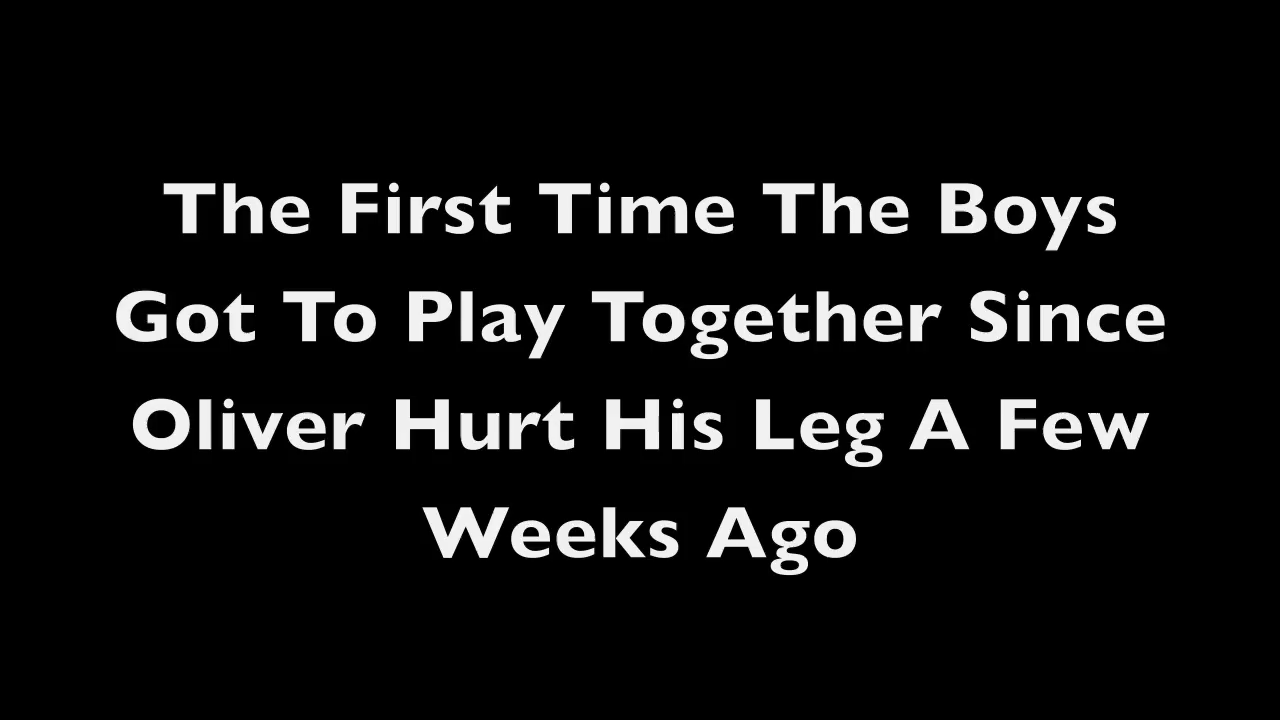 The First Time The Boys
Got To Play Together Since
Oliver Hurt His Leg A Few
Weeks Ago